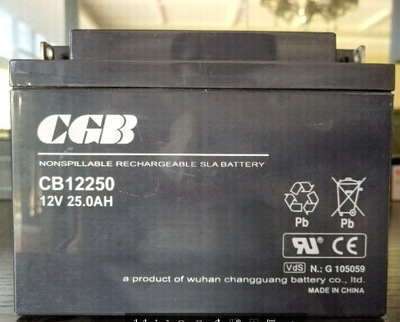 CGB
NONSPILLABLE RECHARGEABLE SLA BATTERY
CB12250
12V 25.0AH
Pb Pb
RU CE
VdS N.: G 105059
a product of wuhan changguang battery co., ltd.
MADE IN CHINA